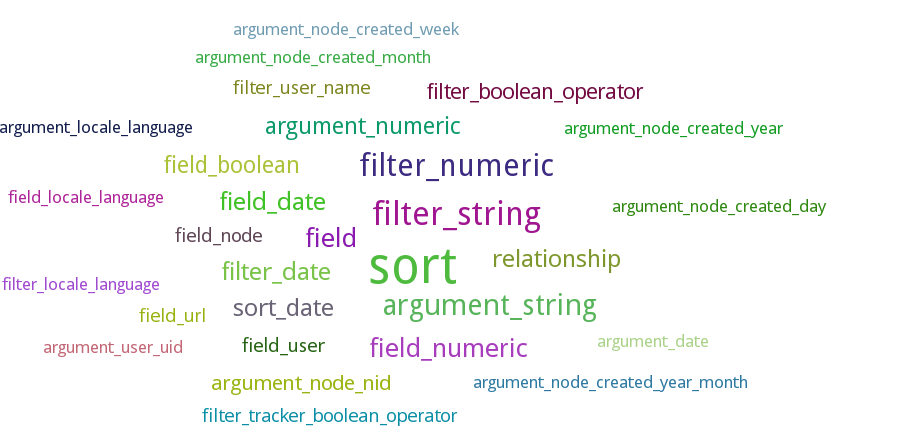 argument_node_created_week
argument_node_created_month
filter_user_name
filter_boolean_operator
argument_locale_language
argument_numeric
argument_node_created_year
field_boolean
filter_numeric
field_locale_language
field_date
filter_string
argument_node_created_day
field_node
field
sort
relationship
filter_date
filter_locale_language
sort_date
argument_string
field_url
argument_user_uid
field_user
field_numeric
argument_date
argument_node_nid
argument_node_created_year_month
filter_tracker_boolean_operator